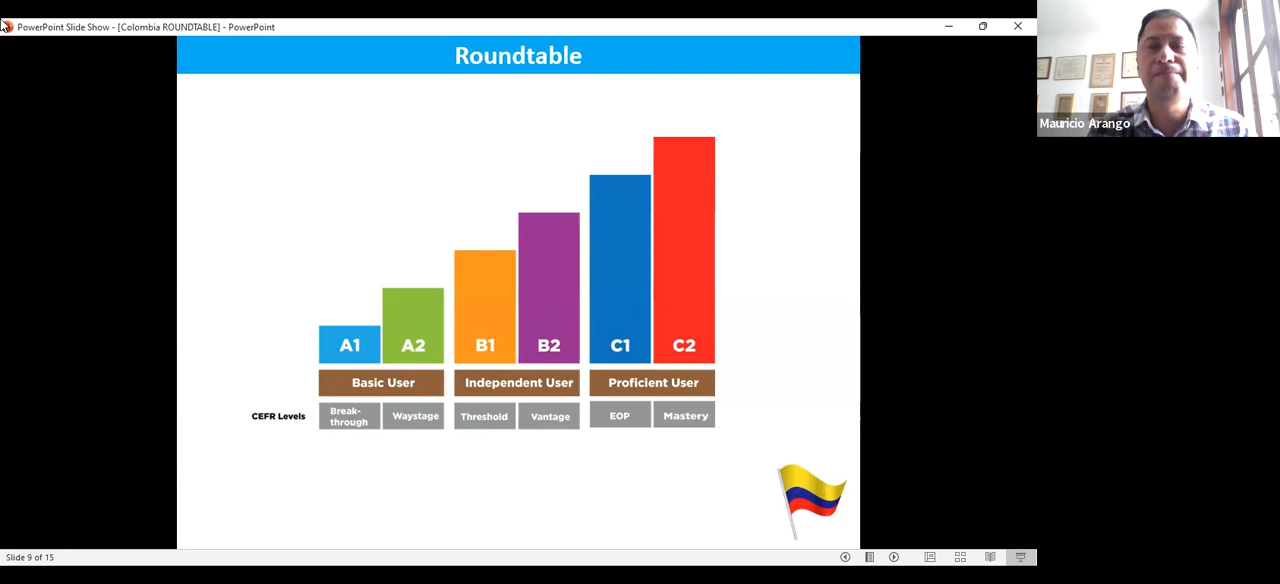 PowerPoint Slide Show - [Colombia ROUNDTABLE] - PowerPoint
Roundtable
Mauricio Arango
A1 A2 B1 B2 C1 C2
Basic User Independent User Proficient User
CEFR Levels
Break-
through
Waystage
Threshold
Vantage
EOP
Mastery
Slide 9 of 15